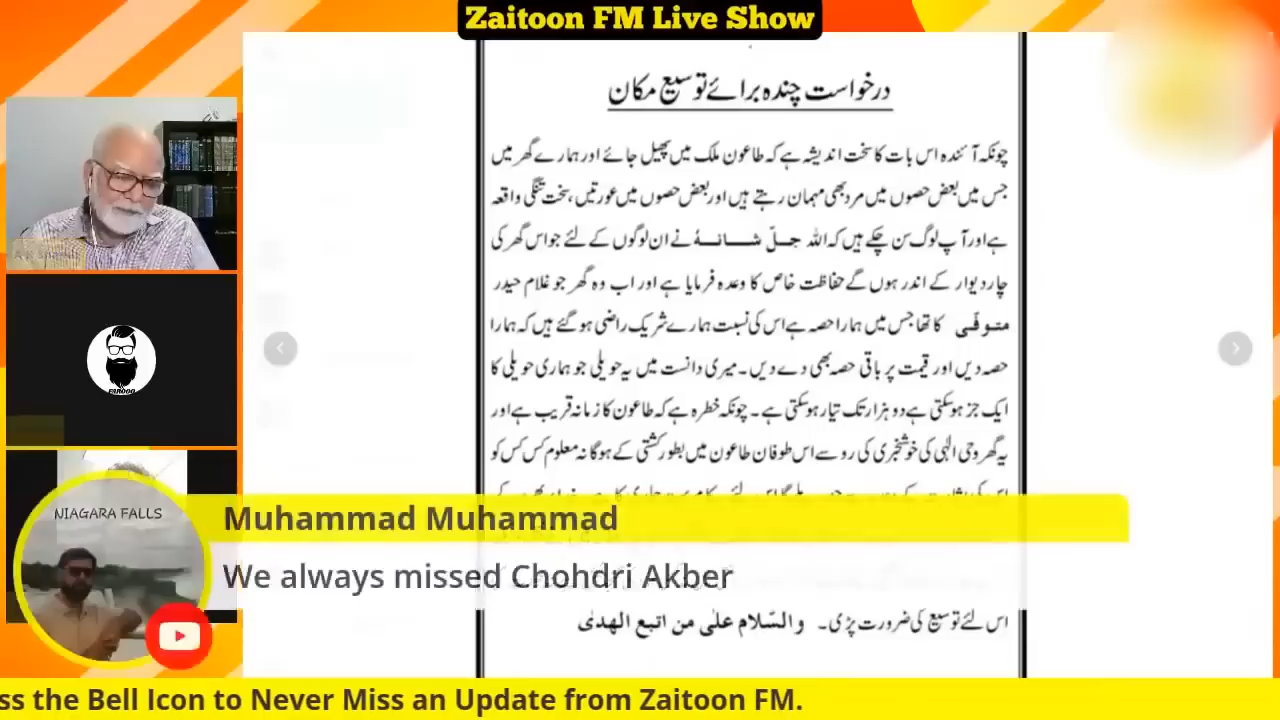 Zaitoon FM Live Show
درخواست چندہ برائے توسیع مکان
چونکہ آئندہ اس بات کا سخت اندیشہ ہے کہ طاعون ملک میں پھیل جائے اور ہمارے گھر میں
جس میں بعض حصوں میں مرد بھی مہمان رہتے ہیں اور بعض حصوں میں عورتیں، سخت تنگی واقعہ
ہے اور آپ لوگ سن چکے ہیں کہ اللہ جلّ شانہٗ نے ان لوگوں کے لئے جو اس گھر کی
چار دیوار کے اندر ہوں گے حفاظت خاص کا وعدہ فرمایا ہے اور اب وہ گھر جو غلام حیدر
متوفّی کا تھا جس میں ہمارا حصہ ہے اس کی نسبت ہمارے شریک راضی ہو گئے ہیں کہ ہمارا
حصہ دیں اور قیمت پر باقی حصہ بھی دے دیں۔ میری دانست میں یہ حویلی جو ہماری حویلی کا
ایک جز ہو سکتی ہے دو ہزار تک تیار ہو سکتی ہے۔ چونکہ خطرہ ہے کہ طاعون کا زمانہ قریب ہے اور
یہ گھر وحی الٰہی کی خوشخبری کی رو سے اس طوفان طاعون میں بطور کشتی کے ہوگا نہ معلوم کس کس کو
اس لئے توسیع کی ضرورت پڑی۔ والسّلام علٰی من اتبع الھدٰی
FAROOQ
NIAGARA FALLS
Muhammad Muhammad
We always missed Chohdri Akber
ss the Bell Icon to Never Miss an Update from Zaitoon FM.